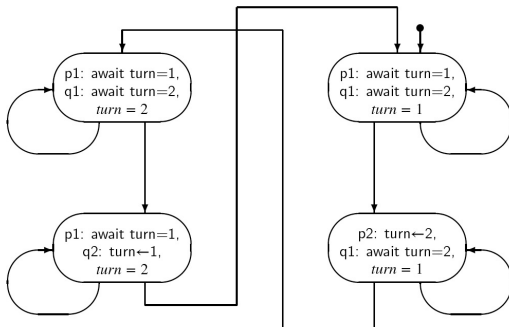 p1: await turn=1,
q1: await turn=2,
turn = 2
p1: await turn=1,
q1: await turn=2,
turn = 1
p1: await turn=1,
q2: turn←1,
turn = 2
p2: turn←2,
q1: await turn=2,
turn = 1